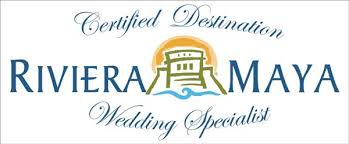 Certified Destination
RIVIERA MAYA
Wedding Specialist